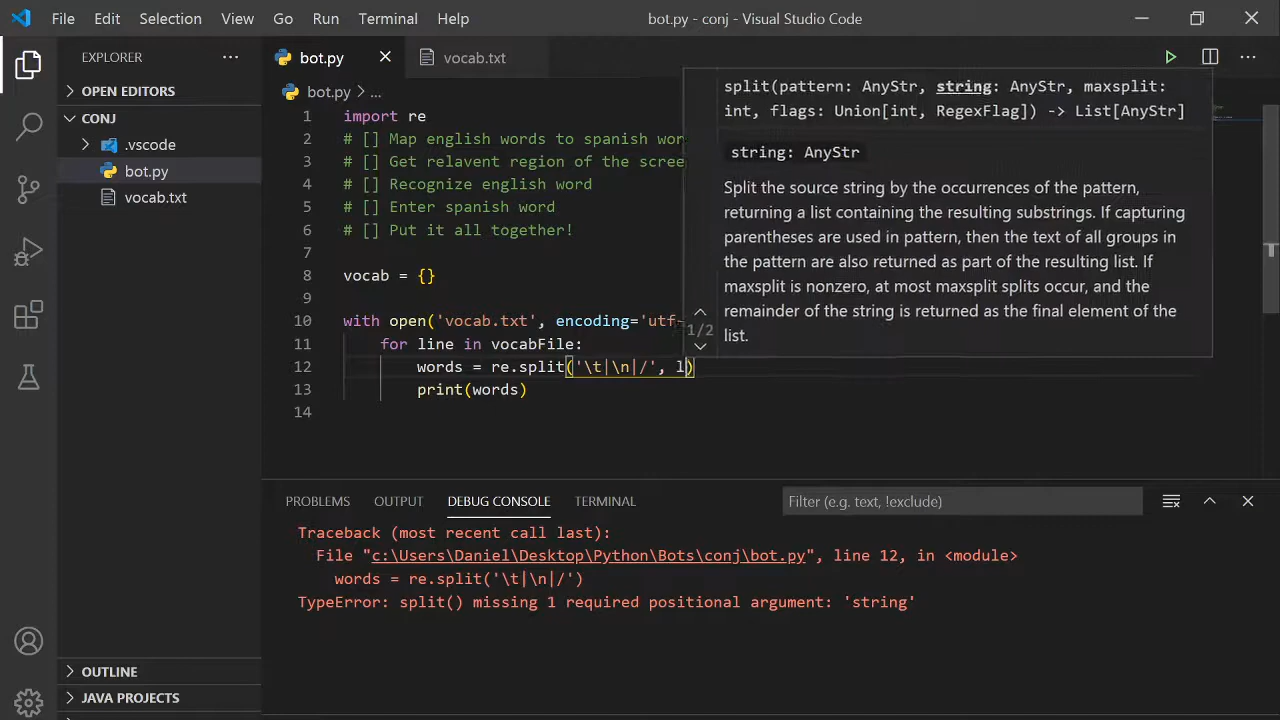 File Edit Selection View Go Run Terminal Help bot.py - conj - Visual Studio Code
EXPLORER
OPEN EDITORS
CONJ
.vscode
bot.py
vocab.txt
OUTLINE
JAVA PROJECTS
bot.py vocab.txt
bot.py > ...
1 import re
2 # [] Map english words to spanish wor
3 # [] Get relavent region of the scree
4 # [] Recognize english word
5 # [] Enter spanish word
6 # [] Put it all together!
7
8 vocab = {}
9
10 with open('vocab.txt', encoding='utf-
11 for line in vocabFile:
12 words = re.split('\t|\n|/', l)
13 print(words)
14
split(pattern: AnyStr, string: AnyStr, maxsplit:
int, flags: Union[int, RegexFlag]) -> List[AnyStr]
string: AnyStr
Split the source string by the occurrences of the pattern,
returning a list containing the resulting substrings. If capturing
parentheses are used in pattern, then the text of all groups in
the pattern are also returned as part of the resulting list. If
maxsplit is nonzero, at most maxsplit splits occur, and the
remainder of the string is returned as the final element of the
list.
1/2
PROBLEMS OUTPUT DEBUG CONSOLE TERMINAL Filter (e.g. text, !exclude)
Traceback (most recent call last):
File "c:\Users\Daniel\Desktop\Python\Bots\conj\bot.py", line 12, in <module>
words = re.split('\t|\n|/')
TypeError: split() missing 1 required positional argument: 'string'